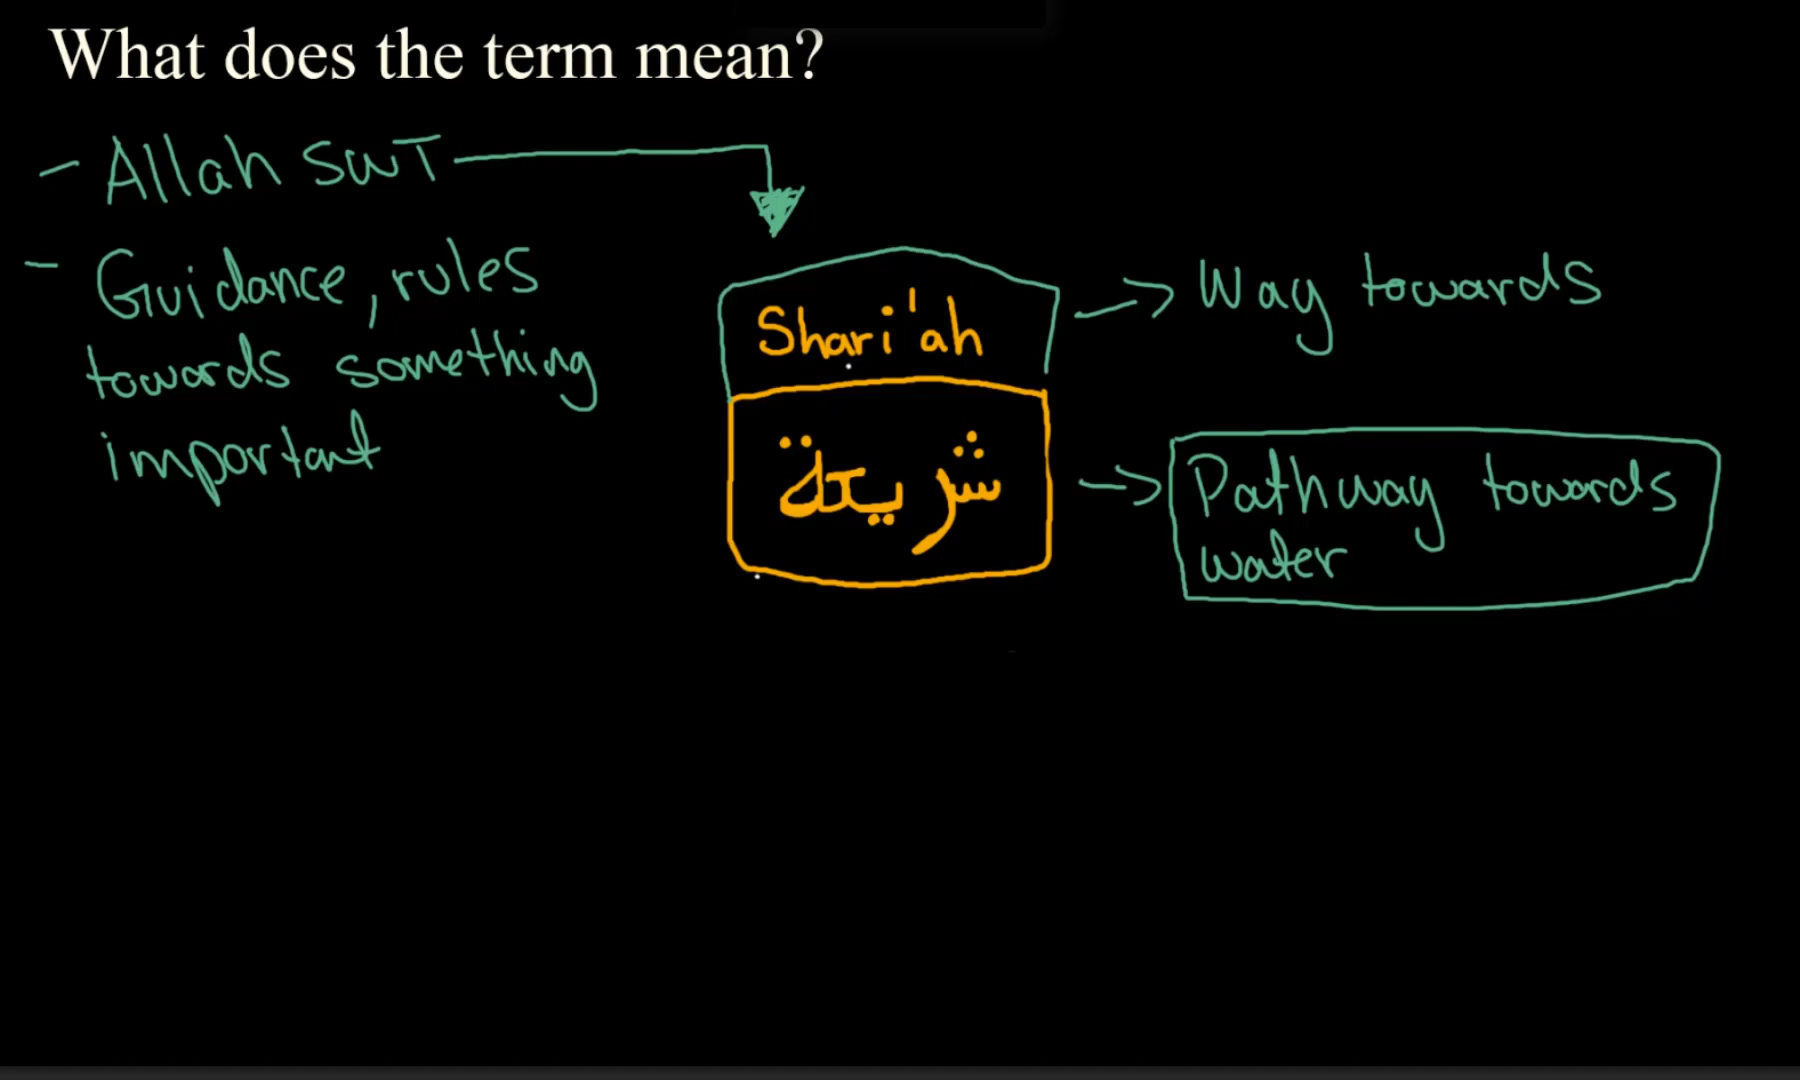 What does the term mean?
- Allah SWT
- Guidance, rules
towards something
important
Shari'ah
شريعة
→ Way towards
→ Pathway towards
water